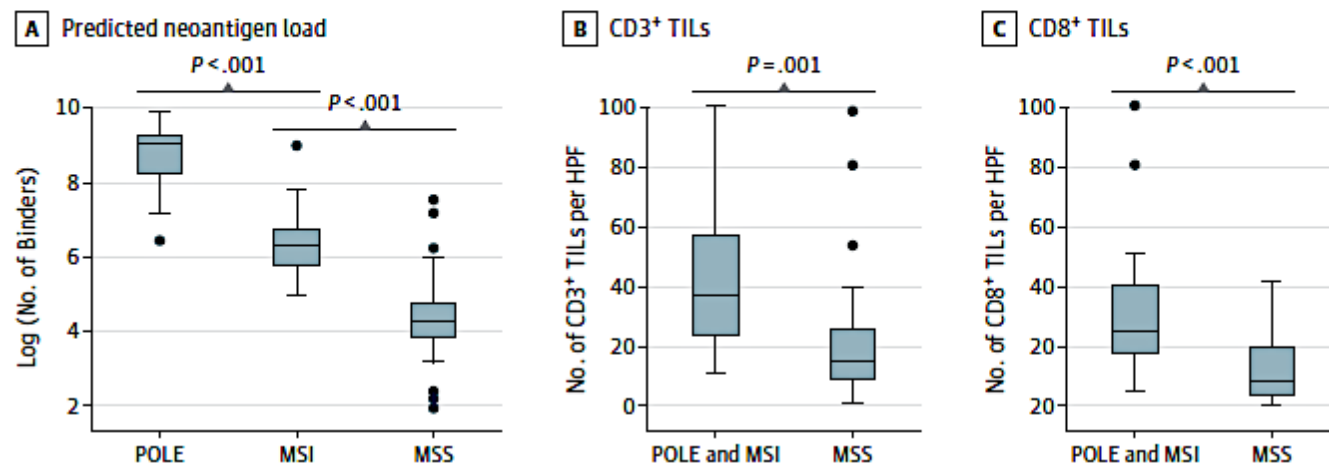 A Predicted neoantigen load
P < .001
P < .001
10
8
6
4
2
Log (No. of Binders)
POLE MSI MSS
B CD3+ TILs
P = .001
100
80
60
40
20
0
No. of CD3+ TILs per HPF
POLE and MSI MSS
C CD8+ TILs
P < .001
100
80
60
40
20
20
No. of CD8+ TILs per HPF
POLE and MSI MSS